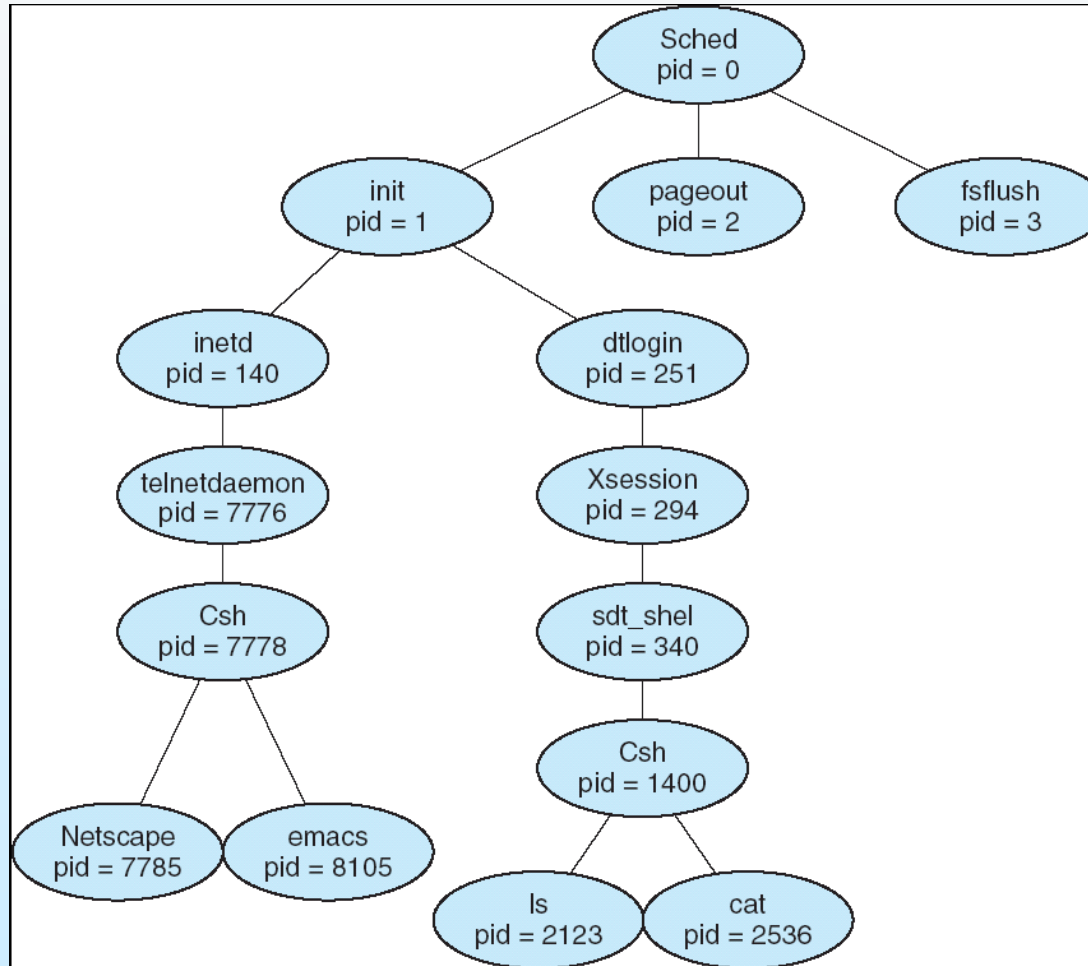 Sched
pid = 0
init
pid = 1
pageout
pid = 2
fsflush
pid = 3
inetd
pid = 140
dtlogin
pid = 251
telnetdaemon
pid = 7776
Xsession
pid = 294
Csh
pid = 7778
sdt_shel
pid = 340
Csh
pid = 1400
Netscape
pid = 7785
emacs
pid = 8105
ls
pid = 2123
cat
pid = 2536